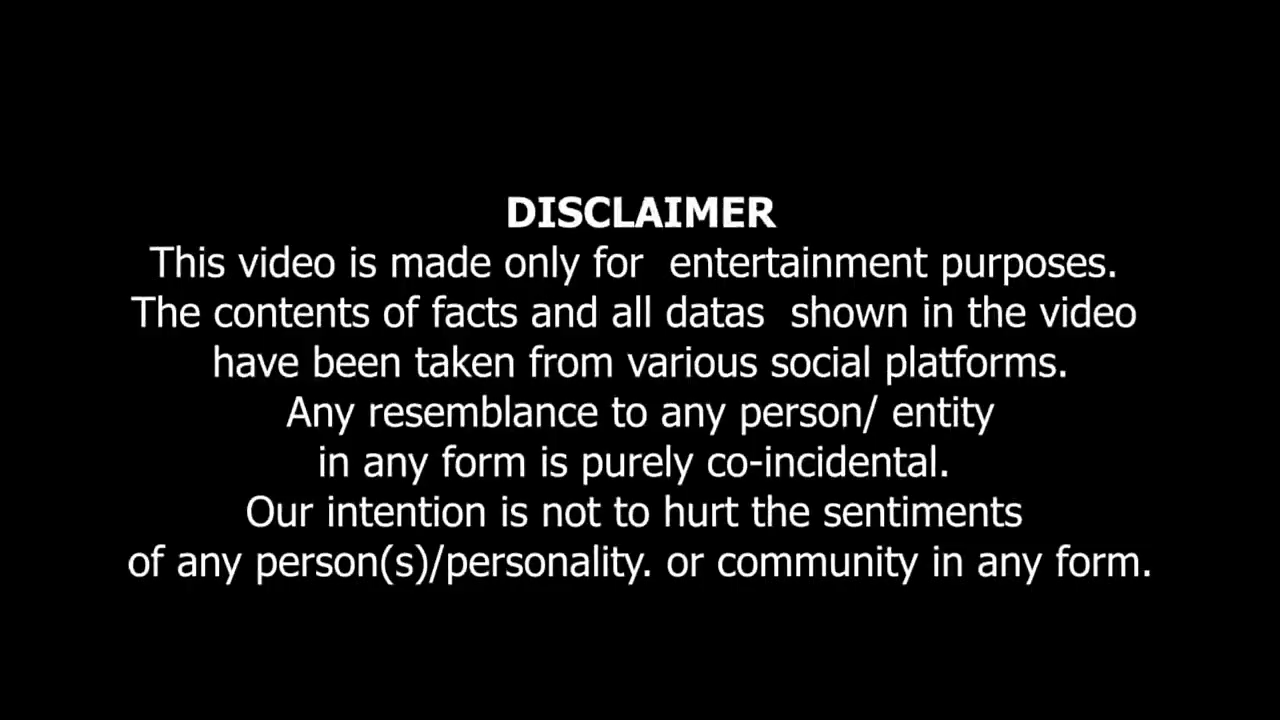 DISCLAIMER
This video is made only for  entertainment purposes.
The contents of facts and all datas  shown in the video
have been taken from various social platforms.
Any resemblance to any person/ entity
in any form is purely co-incidental.
Our intention is not to hurt the sentiments
of any person(s)/personality. or community in any form.